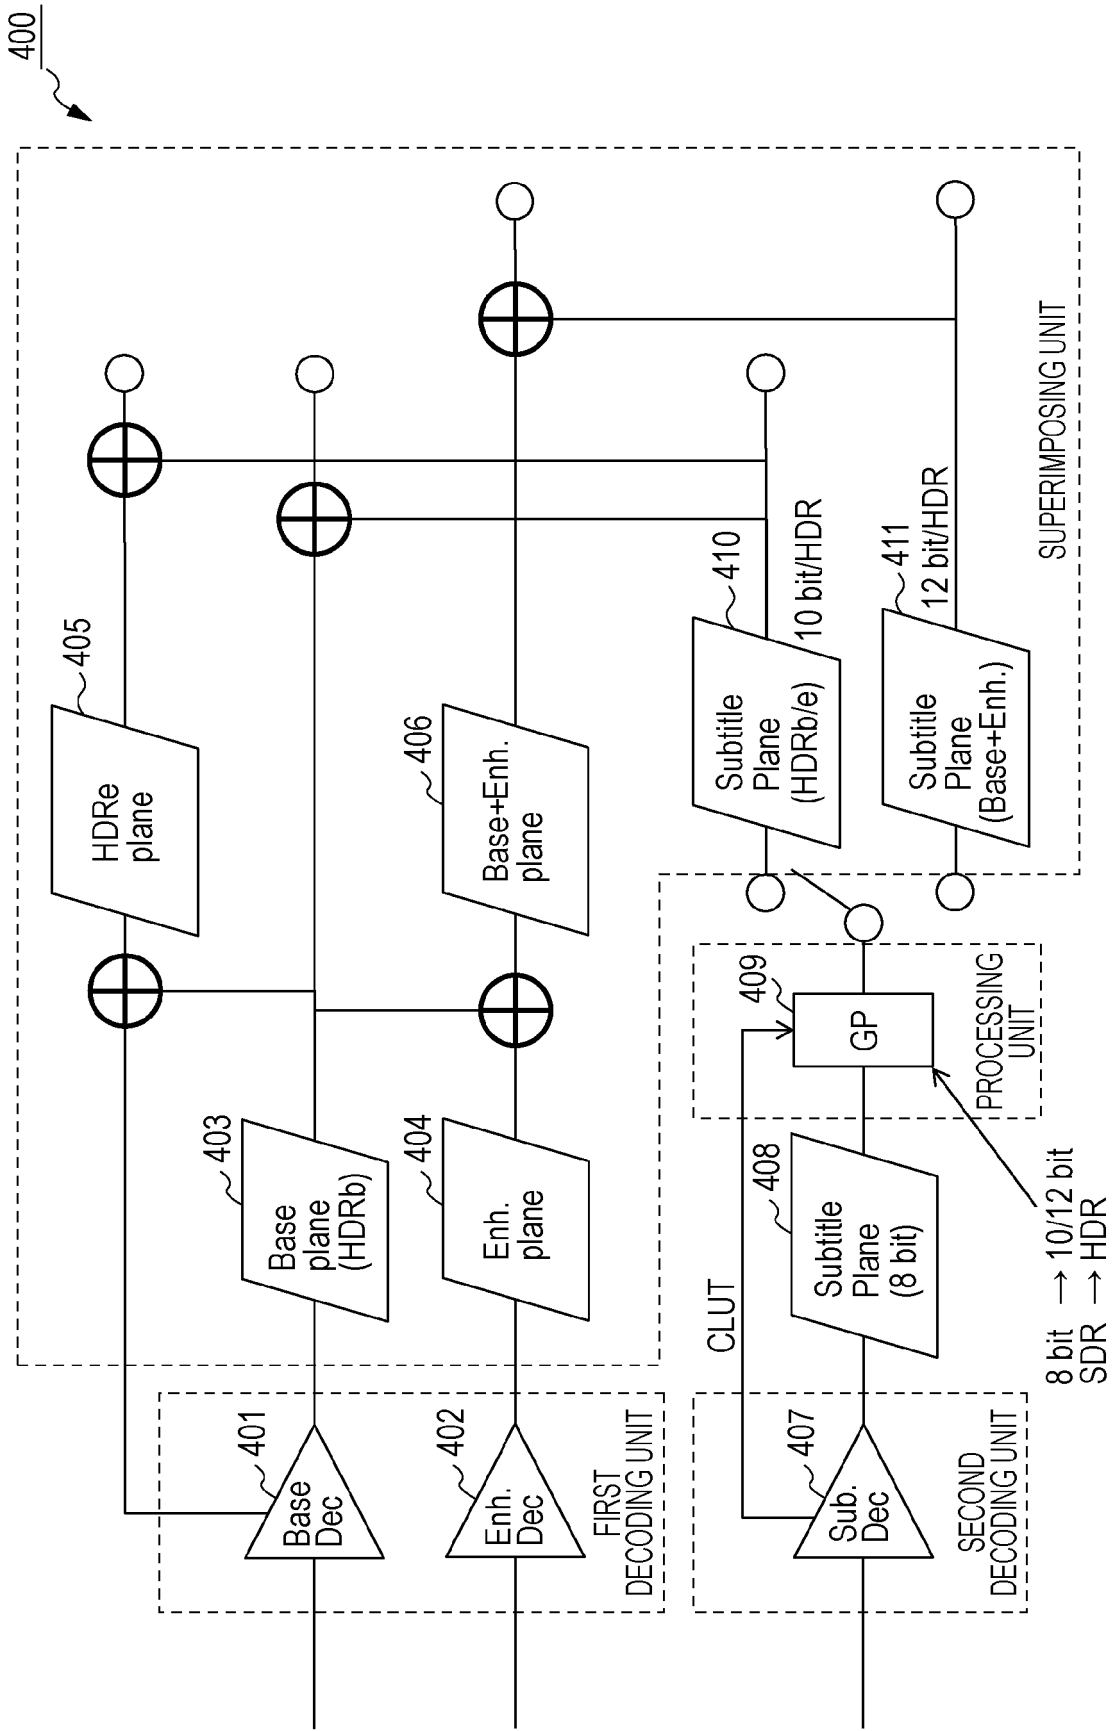 400
405
HDRe
plane
403
Base
plane
(HDRb)
401
Base
Dec
406
Base+Enh.
plane
404
Enh.
plane
402
Enh.
Dec
FIRST
DECODING UNIT
410
Subtitle
Plane
(HDRb/e)
10 bit/HDR
411
Subtitle
Plane
(Base+Enh.)
12 bit/HDR
SUPERIMPOSING UNIT
CLUT
409
GP
PROCESSING
UNIT
408
Subtitle
Plane
(8 bit)
407
Sub.
Dec
SECOND
DECODING UNIT
8 bit → 10/12 bit
SDR → HDR